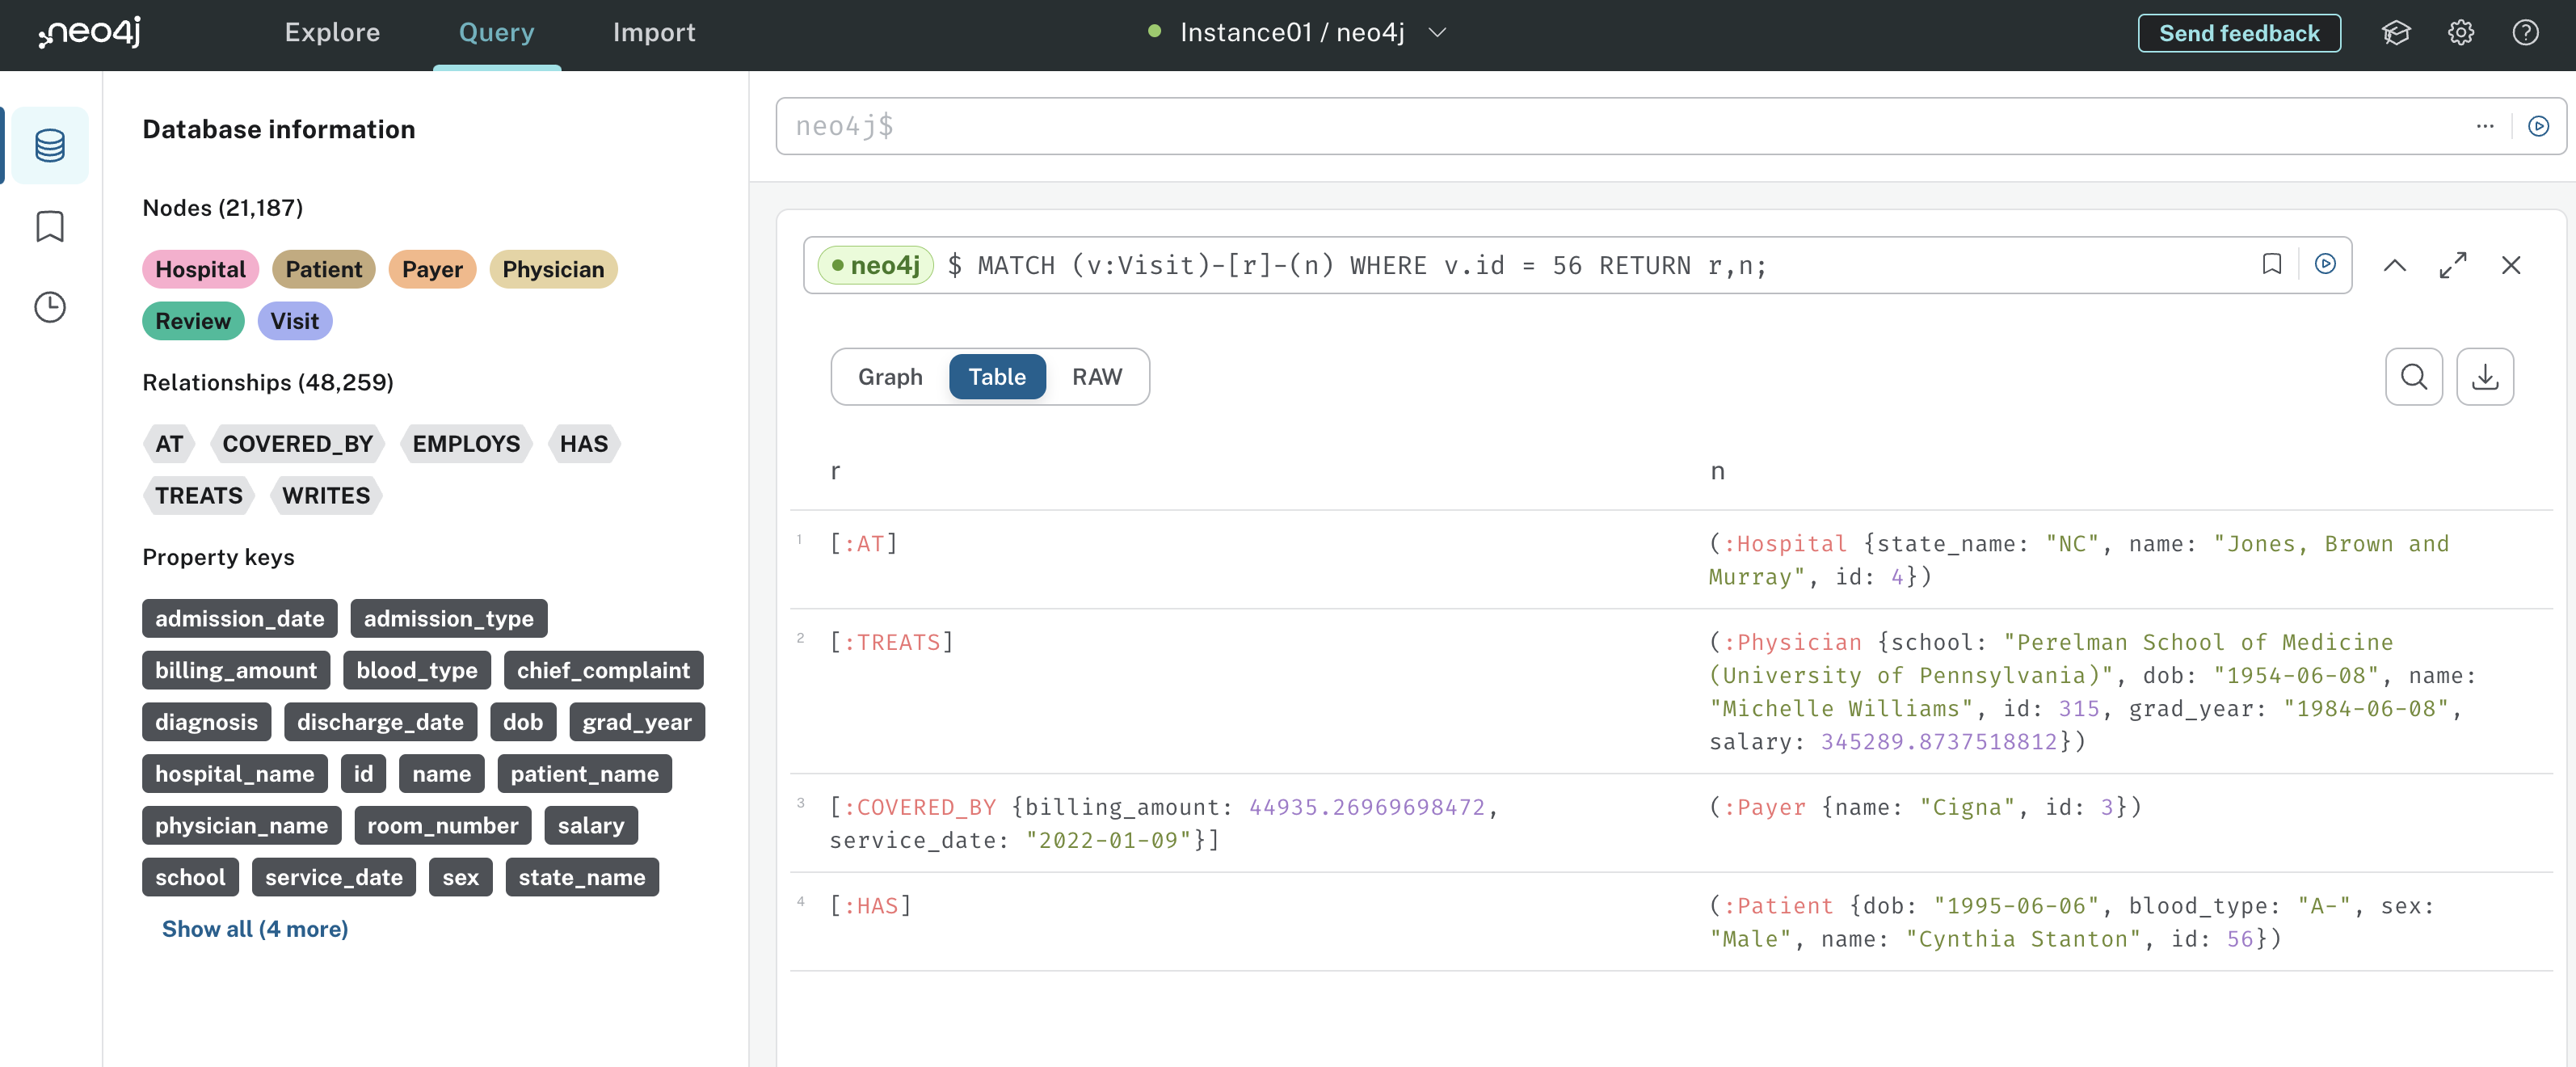 neo4j Explore Query Import Instance01 / neo4j Send feedback
Database information
Nodes (21,187)
Hospital Patient Payer Physician
Review Visit
Relationships (48,259)
AT COVERED_BY EMPLOYS HAS
TREATS WRITES
Property keys
admission_date admission_type
billing_amount blood_type chief_complaint
diagnosis discharge_date dob grad_year
hospital_name id name patient_name
physician_name room_number salary
school service_date sex state_name
Show all (4 more)
neo4j$ ...
neo4j $ MATCH (v:Visit)-[r]-(n) WHERE v.id = 56 RETURN r,n;
Graph Table RAW
r n
1 [:AT] (:Hospital {state_name: "NC", name: "Jones, Brown and
Murray", id: 4})
2 [:TREATS] (:Physician {school: "Perelman School of Medicine
(University of Pennsylvania)", dob: "1954-06-08", name:
"Michelle Williams", id: 315, grad_year: "1984-06-08",
salary: 345289.8737518812})
3 [:COVERED_BY {billing_amount: 44935.26969698472, (:Payer {name: "Cigna", id: 3})
service_date: "2022-01-09"}]
4 [:HAS] (:Patient {dob: "1995-06-06", blood_type: "A-", sex:
"Male", name: "Cynthia Stanton", id: 56})